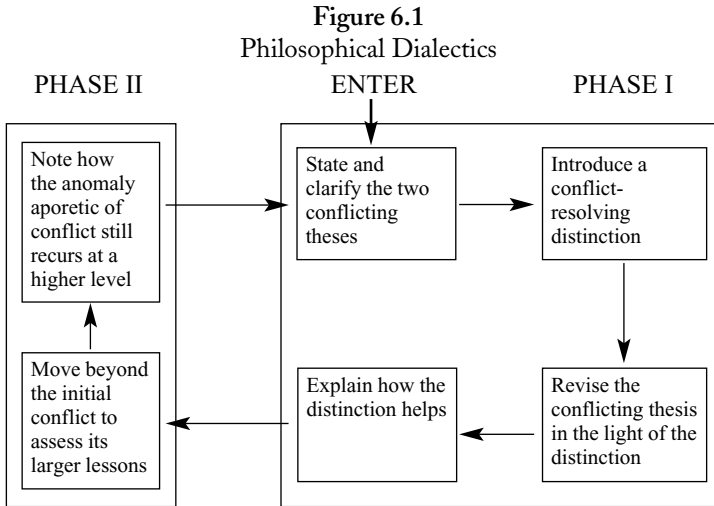 Figure 6.1
Philosophical Dialectics
PHASE II
ENTER
PHASE I
Note how
the anomaly
aporetic of
conflict still
recurs at a
higher level
State and
clarify the two
conflicting
theses
Introduce a
conflict-
resolving
distinction
Move beyond
the initial
conflict to
assess its
larger lessons
Explain how the
distinction helps
Revise the
conflicting thesis
in the light of the
distinction